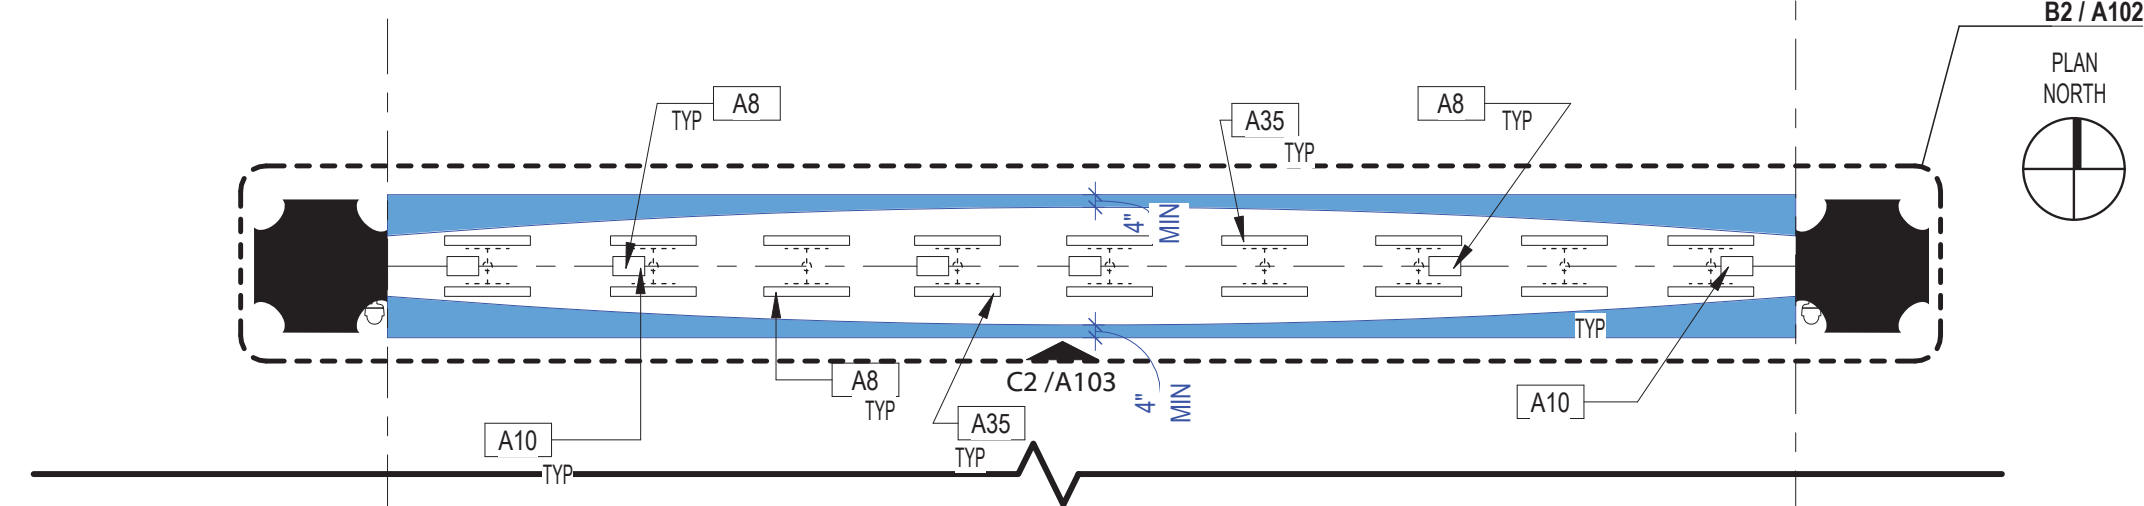 B2 / A102
PLAN
NORTH
A8
TYP
A35
TYP
A8
TYP
4"
MIN
TYP
C2 /A103
4"
MIN
A8
TYP
A10
A35
TYP
A10
TYP